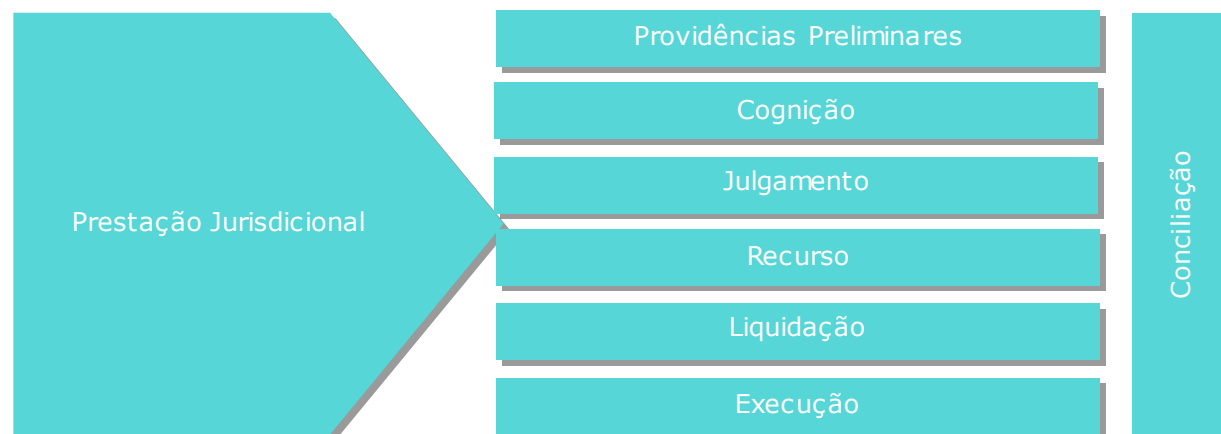 Prestação Jurisdicional
Providências Preliminares
Cognição
Julgamento
Recurso
Liquidação
Execução
Conciliação